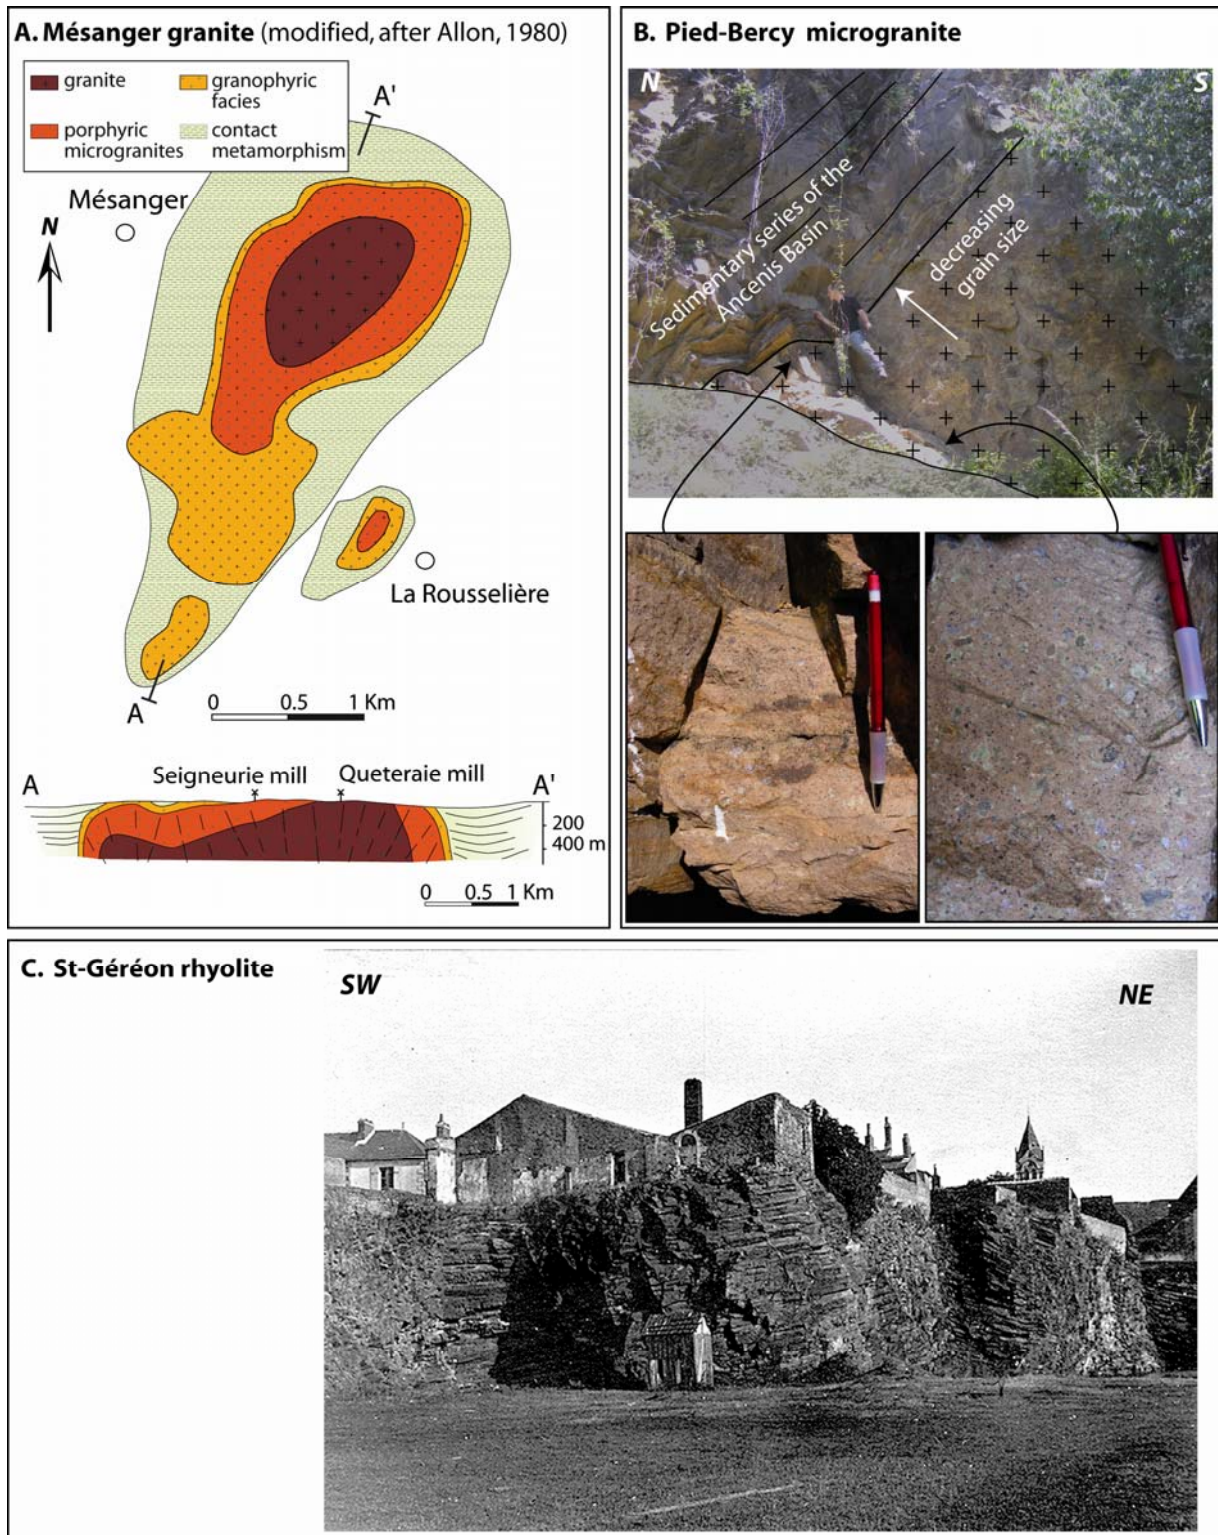 A. Mésanger granite (modified, after Allon, 1980)
granite
granophyric
facies
porphyric
microgranites
contact
metamorphism
A'
Mésanger
N
La Rousselière
A
0 0.5 1 Km
A
Seigneurie mill
Queteraie mill
A'
200
400 m
0 0.5 1 Km
B. Pied-Bercy microgranite
N
S
Sedimentary series of the
Ancenis Basin
decreasing
grain size
C. St-Géréon rhyolite
SW
NE